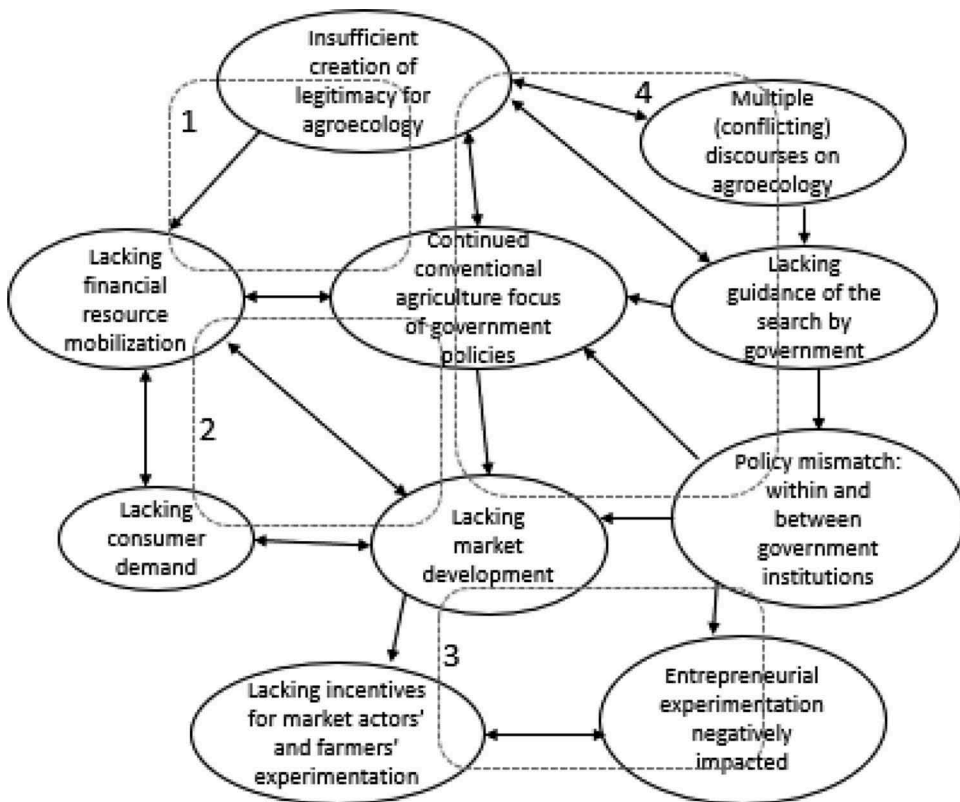 Insufficient
creation of
legitimacy for
agroecology
1
4
Multiple
(conflicting)
discourses on
agroecology
Lacking
financial
resource
mobilization
Continued
conventional
agriculture focus
of government
policies
Lacking
guidance of the
search by
government
2
Lacking
consumer
demand
Lacking
market
development
Policy mismatch:
within and
between
government
institutions
3
Lacking incentives
for market actors'
and farmers'
experimentation
Entrepreneurial
experimentation
negatively
impacted